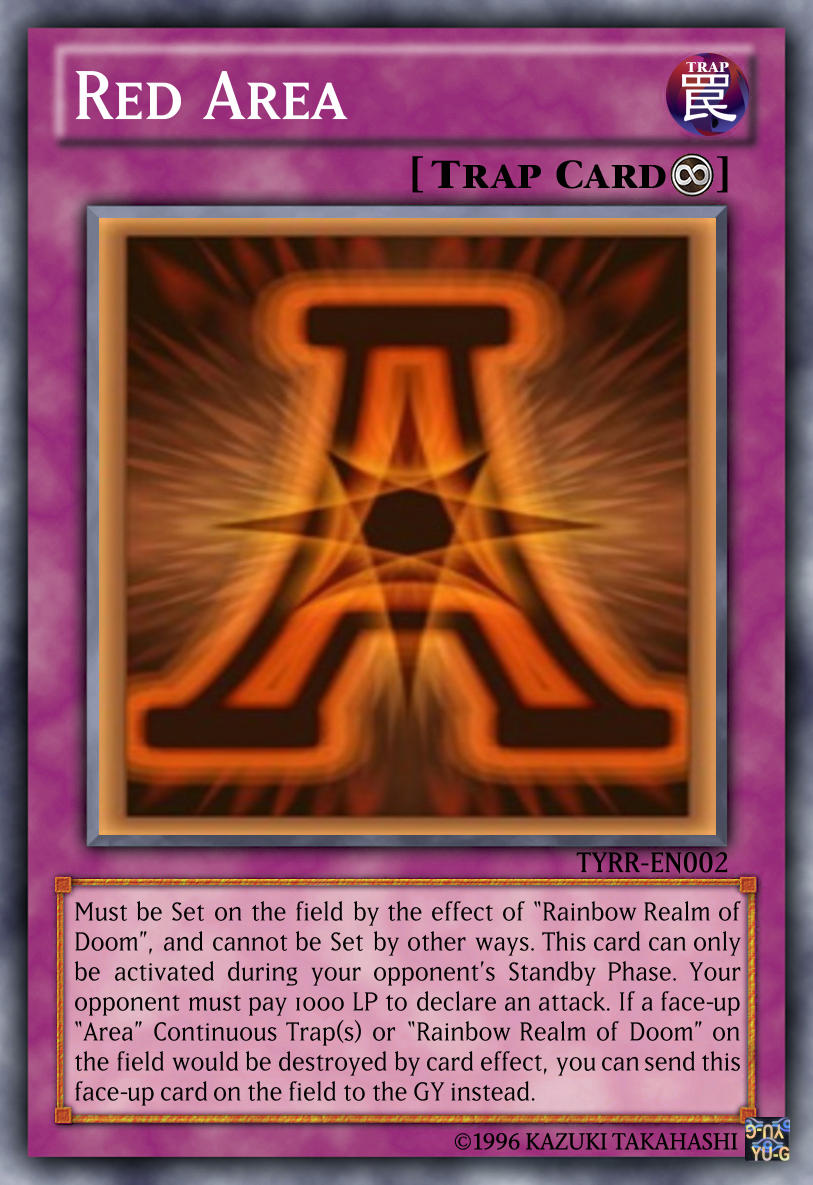 Red Area
TRAP
罠
[ Trap Card ]
A
TYRR-EN002
Must be Set on the field by the effect of "Rainbow Realm of
Doom", and cannot be Set by other ways. This card can only
be activated during your opponent's Standby Phase. Your
opponent must pay 1000 LP to declare an attack. If a face-up
"Area" Continuous Trap(s) or "Rainbow Realm of Doom" on
the field would be destroyed by card effect, you can send this
face-up card on the field to the GY instead.
©1996 KAZUKI TAKAHASHI
YU-G
YU-G